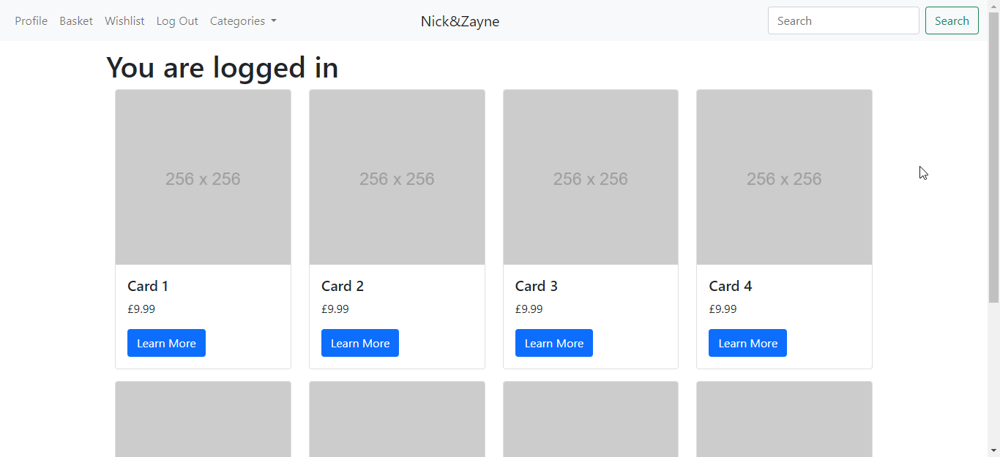 Profile Basket Wishlist Log Out Categories Nick&Zayne Search Search
You are logged in
256 x 256 256 x 256 256 x 256 256 x 256
Card 1 Card 2 Card 3 Card 4
£9.99 £9.99 £9.99 £9.99
Learn More Learn More Learn More Learn More